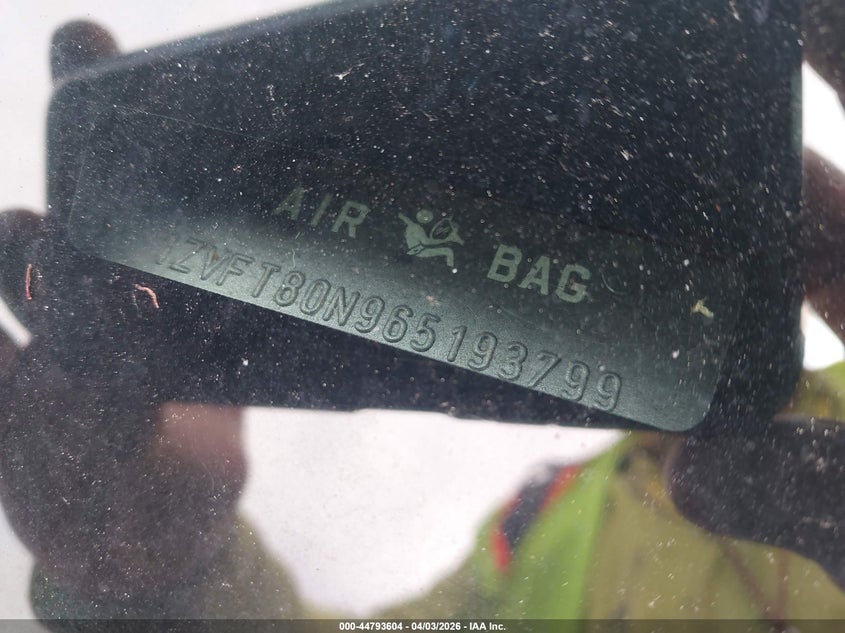 AIR BAG
1ZVFT80N965193799
000-44793604 - 04/03/2026 - IAA Inc.